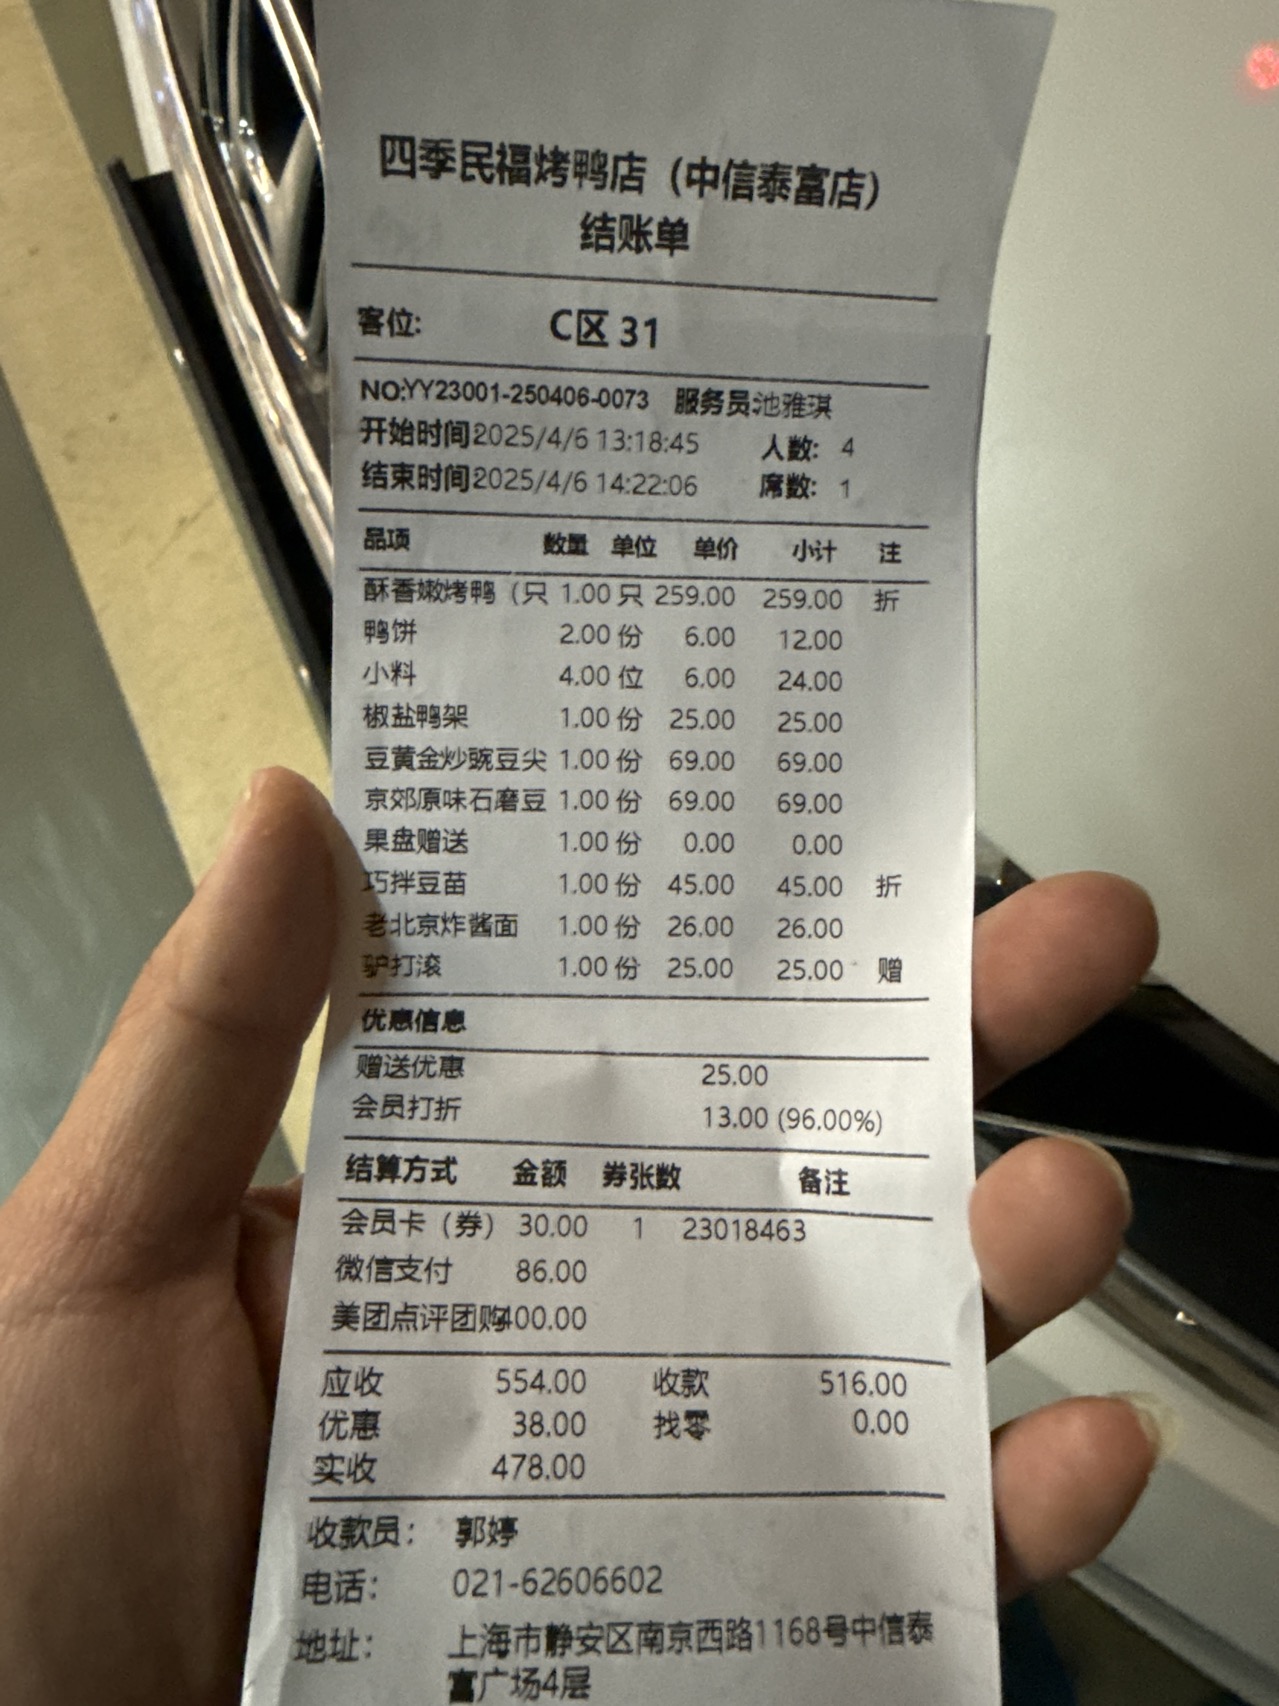 四季民福烤鸭店（中信泰富店）
结账单
客位: C区 31
NO:YY23001-250406-0073 服务员:池雅琪
开始时间2025/4/6 13:18:45 人数: 4
结束时间2025/4/6 14:22:06 席数: 1
品项 数量 单位 单价 小计 注
酥香嫩烤鸭（只 1.00 只 259.00 259.00 折
鸭饼 2.00 份 6.00 12.00
小料 4.00 位 6.00 24.00
椒盐鸭架 1.00 份 25.00 25.00
豆黄金炒豌豆尖 1.00 份 69.00 69.00
京郊原味石磨豆 1.00 份 69.00 69.00
果盘赠送 1.00 份 0.00 0.00
巧拌豆苗 1.00 份 45.00 45.00 折
老北京炸酱面 1.00 份 26.00 26.00
驴打滚 1.00 份 25.00 25.00 赠
优惠信息
赠送优惠 25.00
会员打折 13.00 (96.00%)
结算方式 金额 券张数 备注
会员卡（券） 30.00 1 23018463
微信支付 86.00
美团点评团购400.00
应收 554.00 收款 516.00
优惠 38.00 找零 0.00
实收 478.00
收款员: 郭婷
电话: 021-62606602
地址: 上海市静安区南京西路1168号中信泰
富广场4层